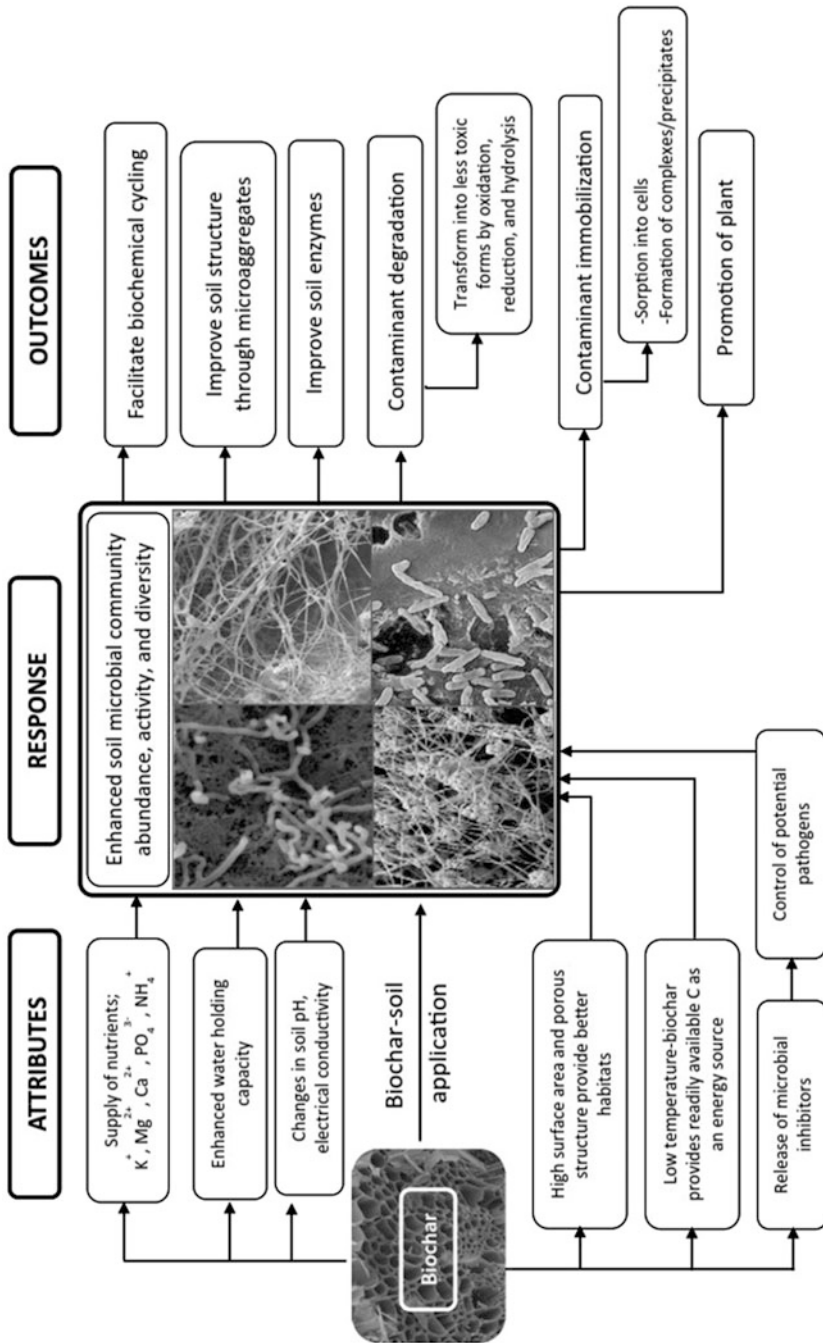 ATTRIBUTES
RESPONSE
OUTCOMES
Supply of nutrients;
K⁺, Mg²⁺, Ca²⁺, PO₄³⁻, NH₄⁺
Enhanced water holding
capacity
Changes in soil pH,
electrical conductivity
Biochar
Biochar-soil
application
High surface area and porous
structure provide better
habitats
Low temperature-biochar
provides readily available C as
an energy source
Release of microbial
inhibitors
Control of potential
pathogens
Enhanced soil microbial community
abundance, activity, and diversity
Facilitate biochemical cycling
Improve soil structure
through microaggregates
Improve soil enzymes
Contaminant degradation
Transform into less toxic
forms by oxidation,
reduction, and hydrolysis
Contaminant immobilization
-Sorption into cells
-Formation of complexes/precipitates
Promotion of plant